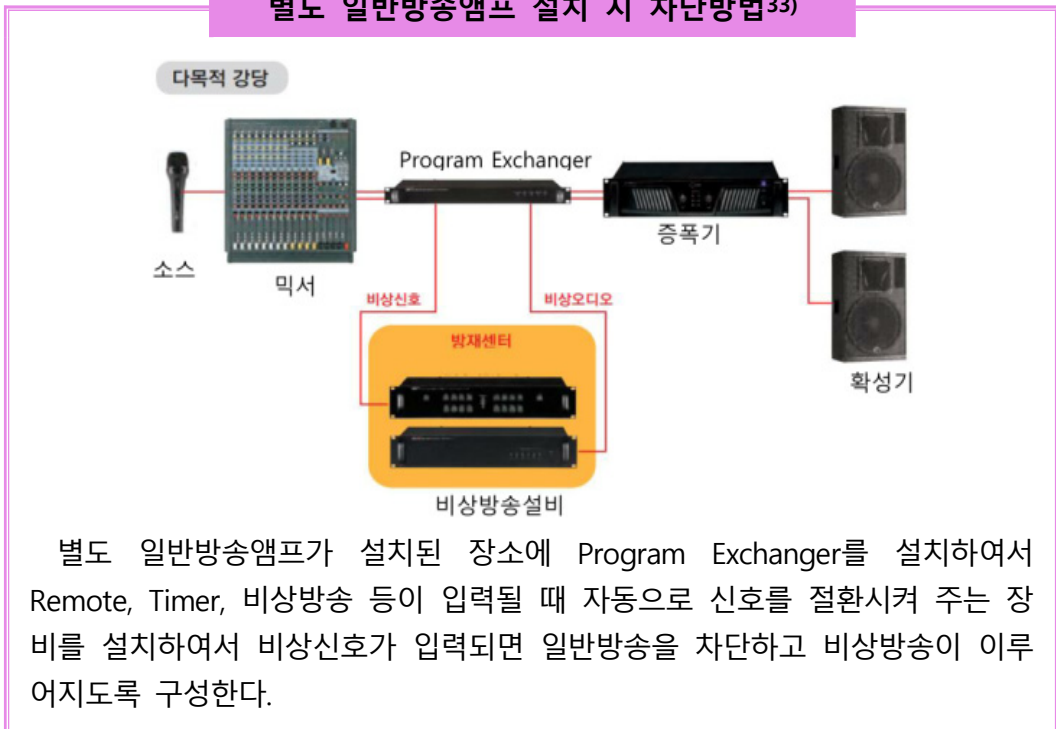 별도 일반방송앰프 설치 시 차단방법33)
다목적 강당
Program Exchanger
소스
믹서
증폭기
비상신호
비상오디오
방재센터
확성기
비상방송설비
별도 일반방송앰프가 설치된 장소에 Program Exchanger를 설치하여서
Remote, Timer, 비상방송 등이 입력될 때 자동으로 신호를 절환시켜 주는 장
비를 설치하여서 비상신호가 입력되면 일반방송을 차단하고 비상방송이 이루
어지도록 구성한다.